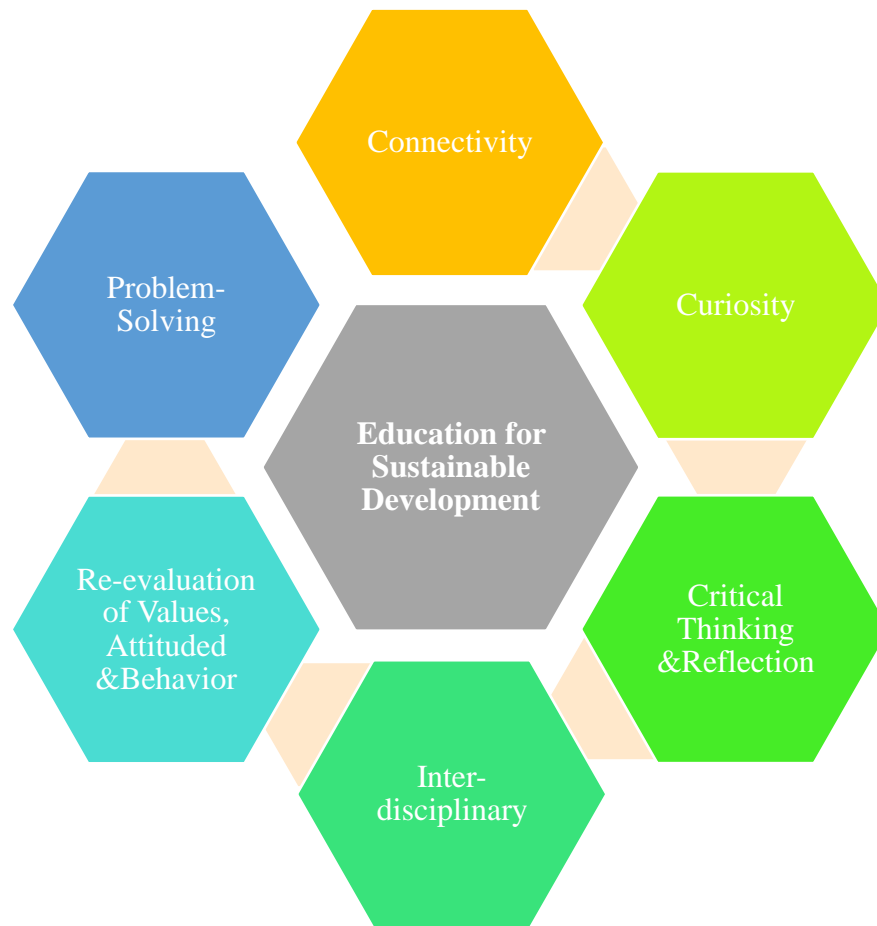 Connectivity
Curiosity
Critical
Thinking
&Reflection
Inter-
disciplinary
Re-evaluation
of Values,
Attituded
&Behavior
Problem-
Solving
Education for
Sustainable
Development